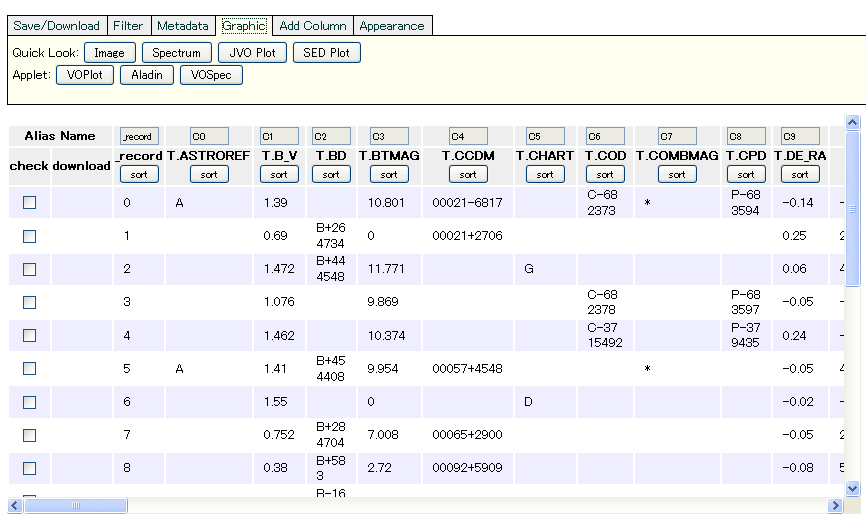 Save/Download Filter Metadata Graphic Add Column Appearance
Quick Look: Image Spectrum JVO Plot SED Plot
Applet: VOPlot Aladin VOSpec
Alias Name _record C0 C1 C2 C3 C4 C5 C6 C7 C8 C9
check download _record T.ASTROREF T.B_V T.BD T.BTMAG T.CCDM T.CHART T.COD T.COMBMAG T.CPD T.DE_RA
sort sort sort sort sort sort sort sort sort sort sort
0 A 1.39 10.801 00021-6817 C-68 2373 * P-68 3594 -0.14 -
1 0.69 B+26 4734 0 00021+2706 0.25 2
2 1.472 B+44 4548 11.771 G 0.06 4
3 1.076 9.869 C-68 2378 P-68 3597 -0.05 -
4 1.462 10.374 C-37 15492 P-37 9435 0.24 -
5 A 1.41 B+45 4408 9.954 00057+4548 * -0.05 4
6 1.55 0 D -0.02 -
7 0.752 B+28 4704 7.008 00065+2900 -0.05 2
8 0.38 B+58 3 2.72 00092+5909 -0.08 5
B-16